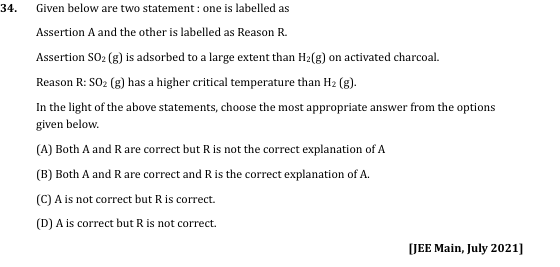 34. Given below are two statement : one is labelled as
Assertion A and the other is labelled as Reason R.
Assertion SO₂ (g) is adsorbed to a large extent than H₂(g) on activated charcoal.
Reason R: SO₂ (g) has a higher critical temperature than H₂ (g).
In the light of the above statements, choose the most appropriate answer from the options
given below.
(A) Both A and R are correct but R is not the correct explanation of A
(B) Both A and R are correct and R is the correct explanation of A.
(C) A is not correct but R is correct.
(D) A is correct but R is not correct.
[JEE Main, July 2021]